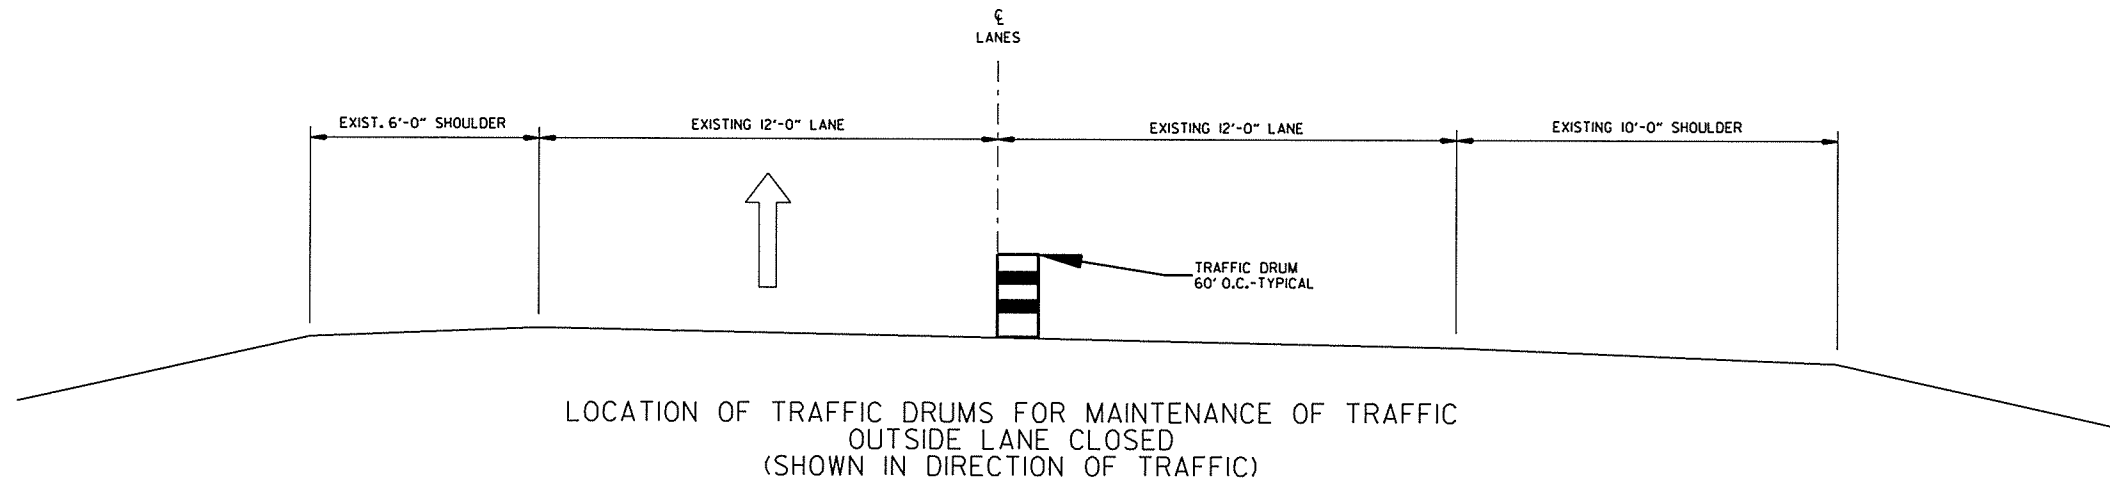 ℄
LANES
EXIST. 6'-0" SHOULDER
EXISTING 12'-0" LANE
EXISTING 12'-0" LANE
EXISTING 10'-0" SHOULDER
TRAFFIC DRUM
60' O.C.-TYPICAL
LOCATION OF TRAFFIC DRUMS FOR MAINTENANCE OF TRAFFIC
OUTSIDE LANE CLOSED
(SHOWN IN DIRECTION OF TRAFFIC)